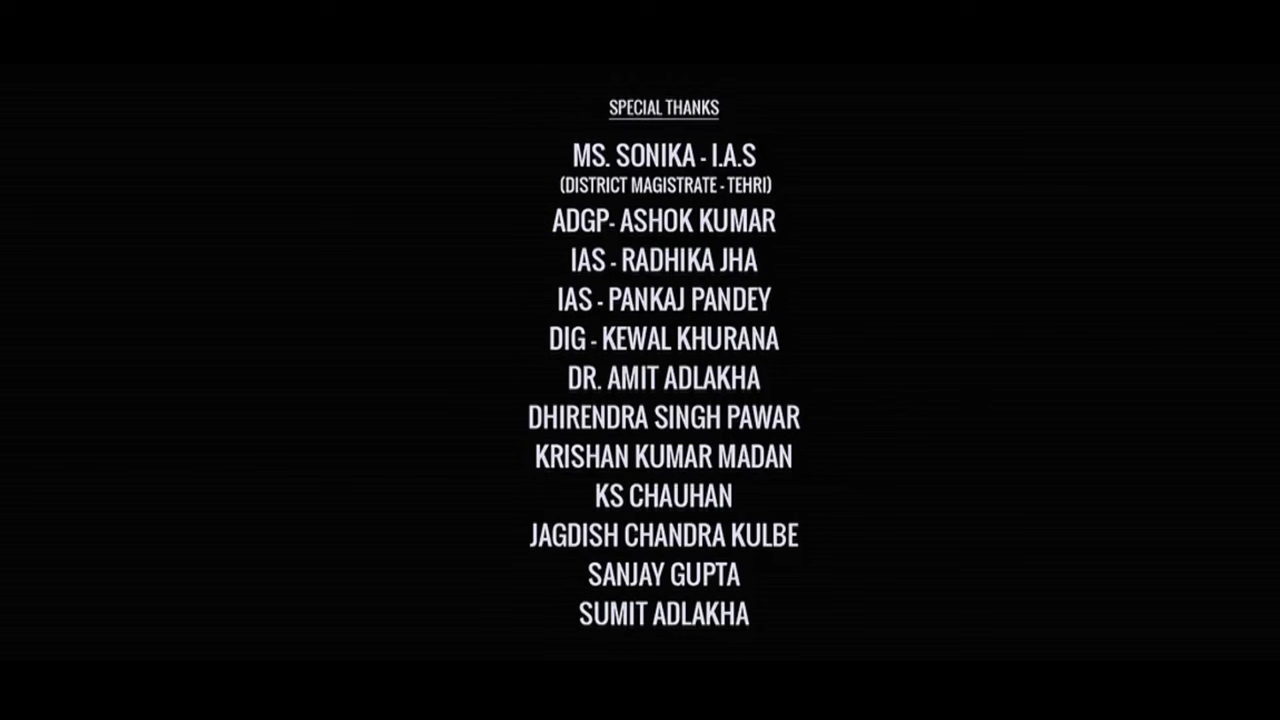 SPECIAL THANKS
MS. SONIKA - I.A.S
(DISTRICT MAGISTRATE - TEHRI)
ADGP- ASHOK KUMAR
IAS - RADHIKA JHA
IAS - PANKAJ PANDEY
DIG - KEWAL KHURANA
DR. AMIT ADLAKHA
DHIRENDRA SINGH PAWAR
KRISHAN KUMAR MADAN
KS CHAUHAN
JAGDISH CHANDRA KULBE
SANJAY GUPTA
SUMIT ADLAKHA